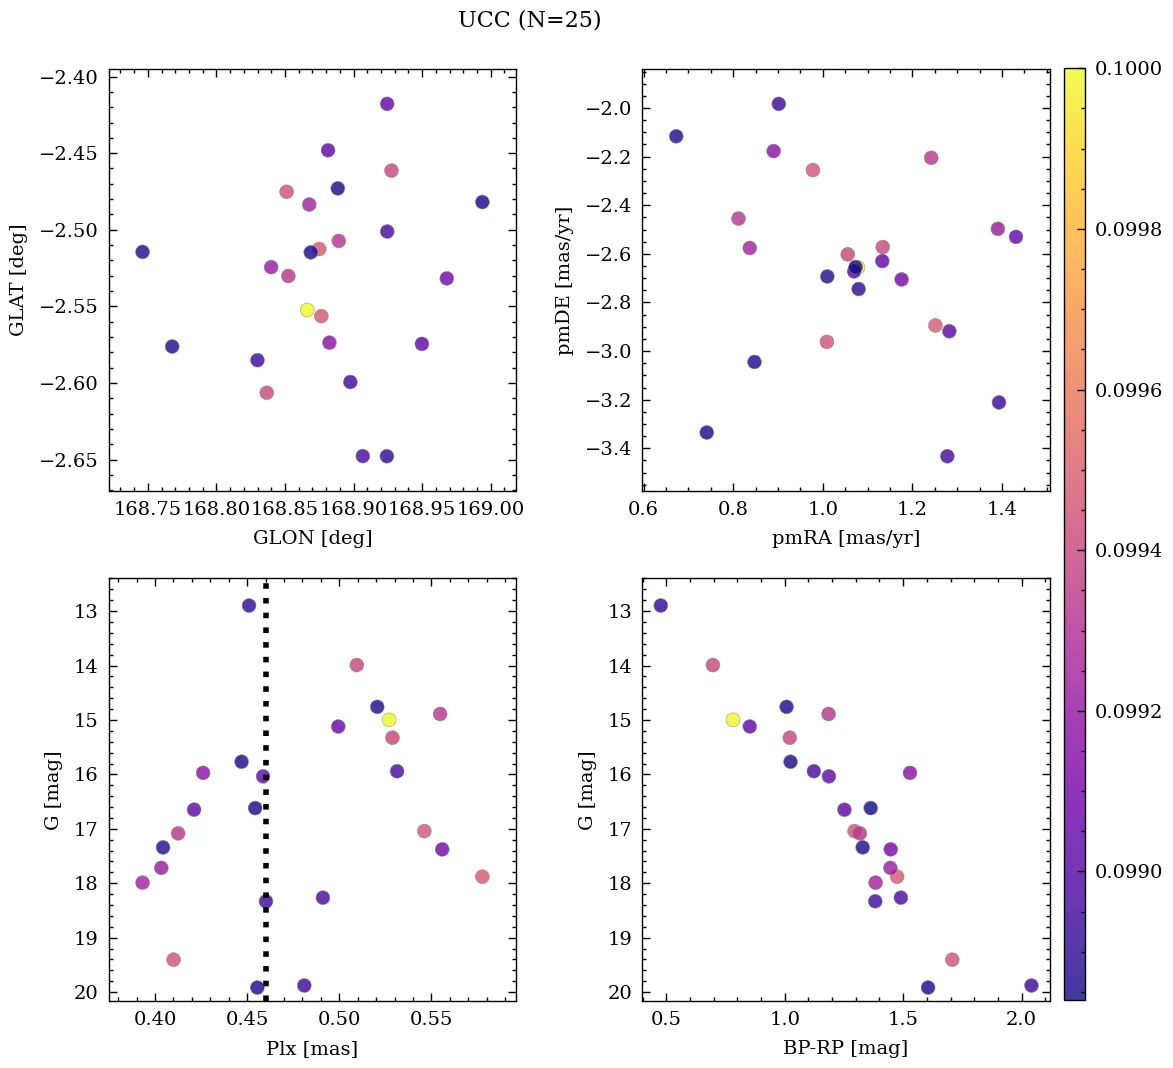 UCC (N=25)
−2.40
−2.45
−2.50
−2.55
−2.60
−2.65
GLAT [deg]
168.75 168.80 168.85 168.90 168.95 169.00
GLON [deg]
−2.0
−2.2
−2.4
−2.6
−2.8
−3.0
−3.2
−3.4
pmDE [mas/yr]
0.6 0.8 1.0 1.2 1.4
pmRA [mas/yr]
13
14
15
16
17
18
19
20
G [mag]
0.40 0.45 0.50 0.55
Plx [mas]
13
14
15
16
17
18
19
20
G [mag]
0.5 1.0 1.5 2.0
BP-RP [mag]
0.1000
0.0998
0.0996
0.0994
0.0992
0.0990